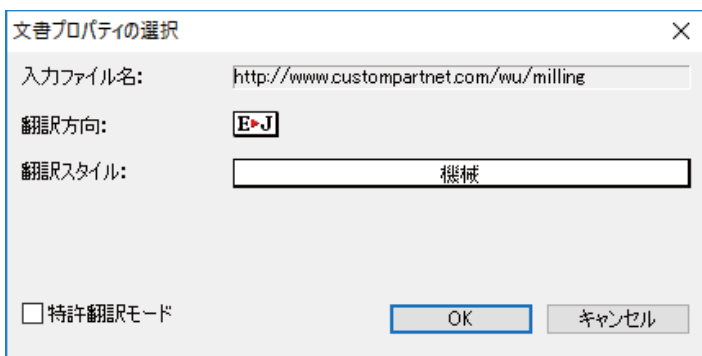 文書プロパティの選択
入力ファイル名: http://www.custompartnet.com/wu/milling
翻訳方向: E▶J
翻訳スタイル: 機械
特許翻訳モード OK キャンセル